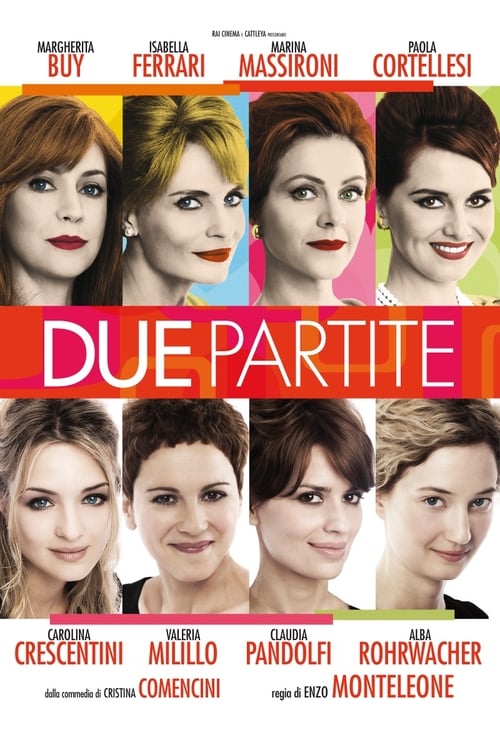 RAI CINEMA E CATTLEYA PRESENTANO
MARGHERITA BUY
ISABELLA FERRARI
MARINA MASSIRONI
PAOLA CORTELLESI
DUE PARTITE
CAROLINA CRESCENTINI
VALERIA MILILLO
CLAUDIA PANDOLFI
ALBA ROHRWACHER
dalla commedia di CRISTINA COMENCINI
regia di ENZO MONTELEONE